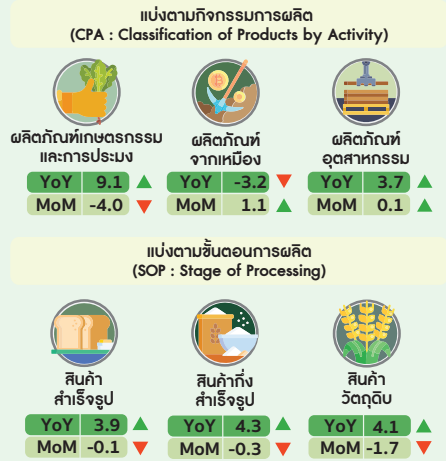 แบ่งตามกิจกรรมการผลิต
(CPA : Classification of Products by Activity)
ผลิตภัณฑ์เกษตรกรรม
และการประมง
YoY 9.1
MoM -4.0
ผลิตภัณฑ์
จากเหมือง
YoY -3.2
MoM 1.1
ผลิตภัณฑ์
อุตสาหกรรม
YoY 3.7
MoM 0.1
แบ่งตามขั้นตอนการผลิต
(SOP : Stage of Processing)
สินค้า
สำเร็จรูป
YoY 3.9
MoM -0.1
สินค้ากึ่ง
สำเร็จรูป
YoY 4.3
MoM -0.3
สินค้า
วัตถุดิบ
YoY 4.1
MoM -1.7